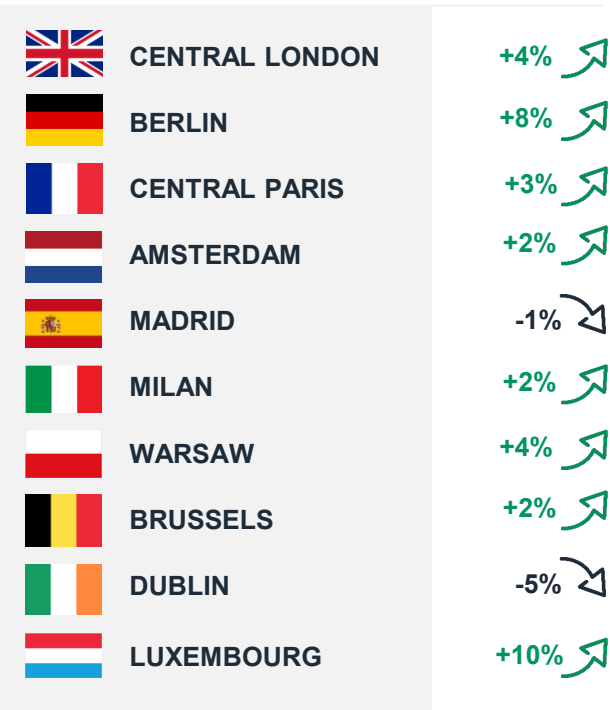 CENTRAL LONDON +4%
BERLIN +8%
CENTRAL PARIS +3%
AMSTERDAM +2%
MADRID -1%
MILAN +2%
WARSAW +4%
BRUSSELS +2%
DUBLIN -5%
LUXEMBOURG +10%